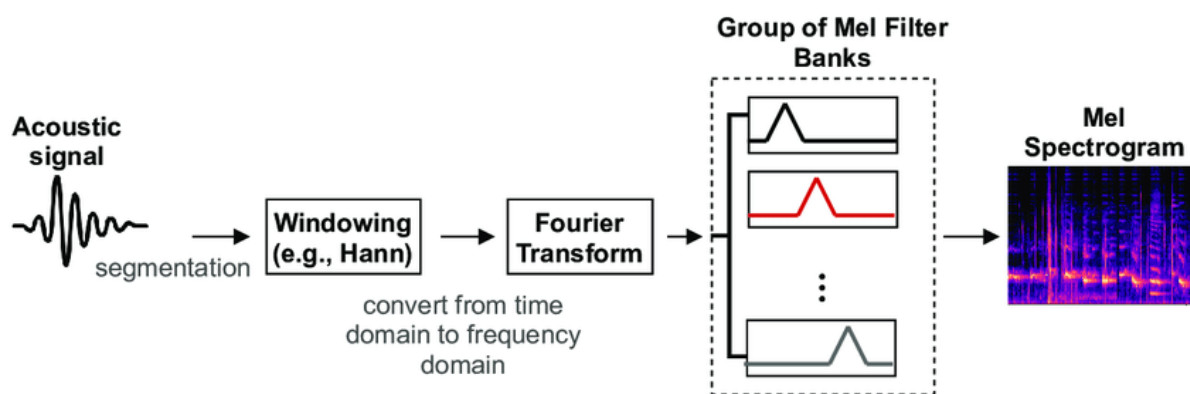 Acoustic
signal
segmentation
Windowing
(e.g., Hann)
convert from time
domain to frequency
domain
Fourier
Transform
Group of Mel Filter
Banks
Mel
Spectrogram